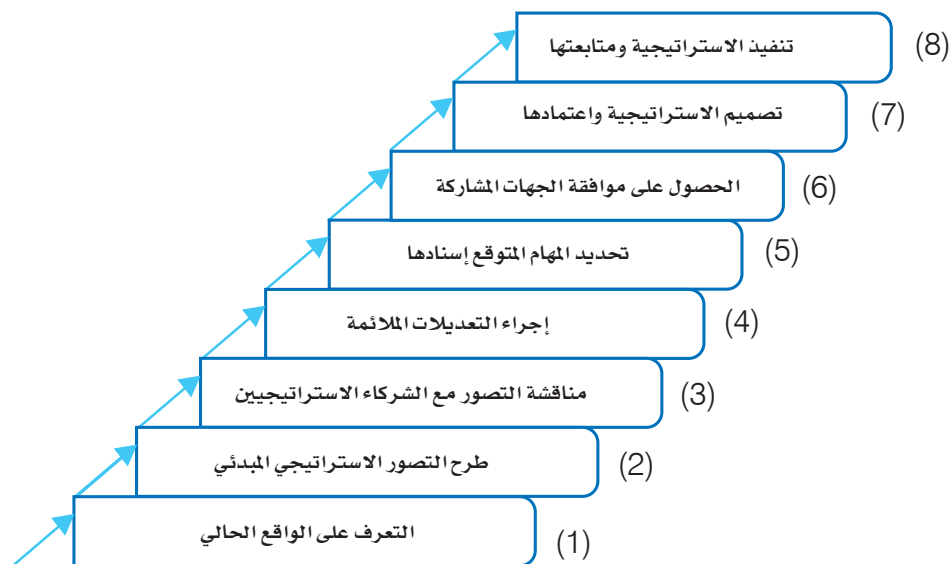 (8) تنفيذ الاستراتيجية ومتابعتها
(7) تصميم الاستراتيجية واعتمادها
(6) الحصول على موافقة الجهات المشاركة
(5) تحديد المهام المتوقع إسنادها
(4) إجراء التعديلات الملائمة
(3) مناقشة التصور مع الشركاء الاستراتيجيين
(2) طرح التصور الاستراتيجي المبدئي
(1) التعرف على الواقع الحالي